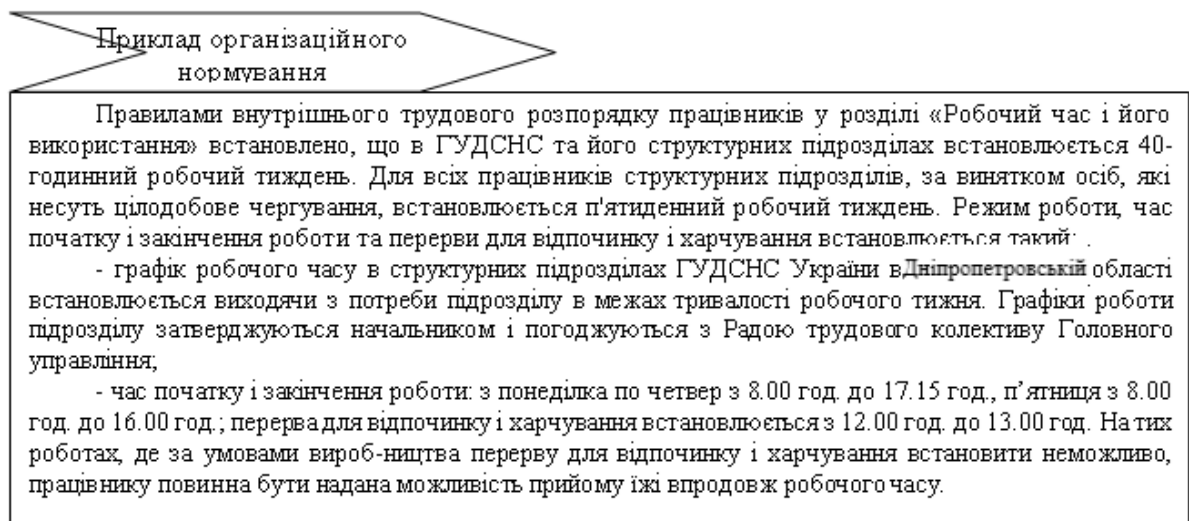 Приклад організаційного
нормування
Правилами внутрішнього трудового розпорядку працівників у розділі «Робочий час і його
використання» встановлено, що в ГУДСНС та його структурних підрозділах встановлюється 40-
годинний робочий тиждень. Для всіх працівників структурних підрозділів, за винятком осіб, які
несуть цілодобове чергування, встановлюється п'ятиденний робочий тиждень. Режим роботи, час
початку і закінчення роботи та перерви для відпочинку і харчування встановлюється такий: .
- графік робочого часу в структурних підрозділах ГУДСНС України в Дніпропетровській області
встановлюється виходячи з потреби підрозділу в межах тривалості робочого тижня. Графіки роботи
підрозділу затверджуються начальником і погоджуються з Радою трудового колективу Головного
управління;
- час початку і закінчення роботи: з понеділка по четвер з 8.00 год. до 17.15 год., п’ятниця з 8.00
год. до 16.00 год.; перерва для відпочинку і харчування встановлюється з 12.00 год. до 13.00 год. На тих
роботах, де за умовами вироб-ництва перерву для відпочинку і харчування встановити неможливо,
працівнику повинна бути надана можливість прийому їжі впродовж робочого часу.